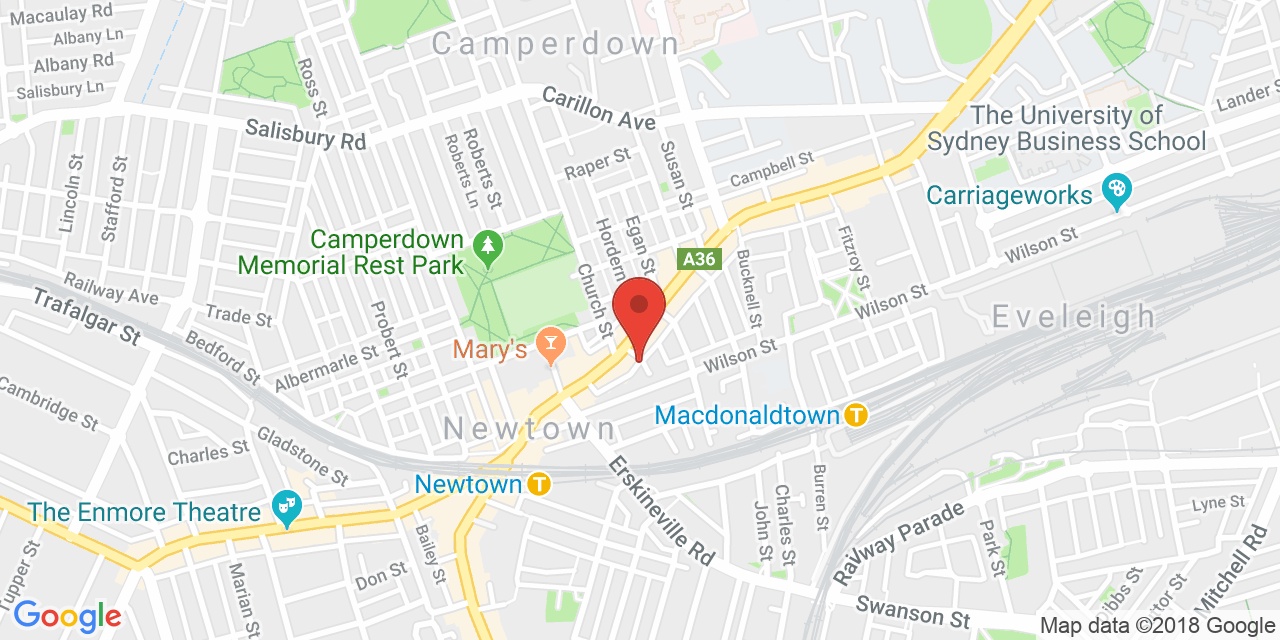 Macaulay Rd
Albany Ln
Albany Rd
Salisbury Ln
Ross St
Camperdown
Salisbury Rd
Carillon Ave
The University of
Sydney Business School
Lander S
Lincoln St
Stafford St
Roberts St
Roberts Ln
Raper St
Susan St
Campbell St
Carriageworks
Camperdown
Memorial Rest Park
Hordern
Egan St
Church St
A36
Bucknell St
Fitzroy St
Wilson St
Wilson St
Wilson St
Eveleigh
Railway Ave
Trafalgar St
Trade St
Bedford St
Probert St
Albermarle St
Mary's
Cambridge St
Charles St
Gladstone St
Newtown
Macdonaldtown
T
Newtown
T
The Enmore Theatre
Erskineville Rd
John St
Charles St
Burren St
Railway Parade
Park St
Lyne St
Mitchell Rd
Tupper St
Marian St
Don St
Bailey St
Swanson St
Google
Map data ©2018 Google